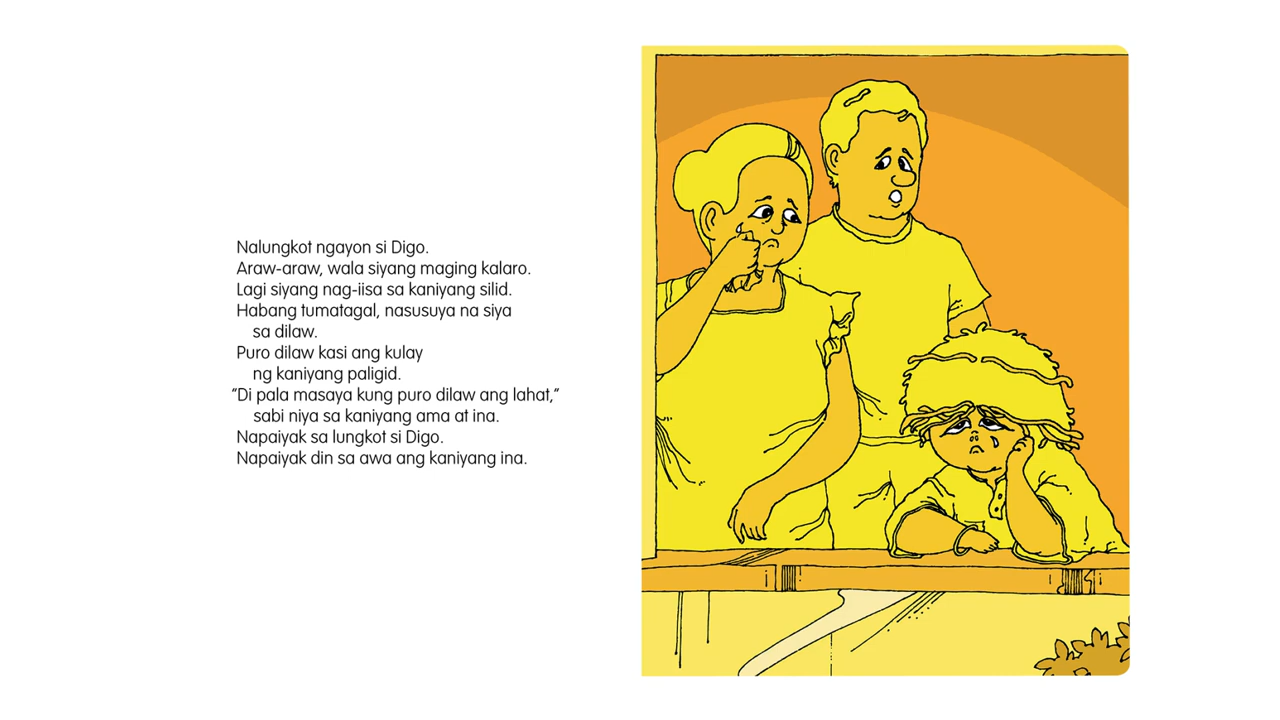 Nalungkot ngayon si Digo.
Araw-araw, wala siyang maging kalaro.
Lagi siyang nag-iisa sa kaniyang silid.
Habang tumatagal, nasusuya na siya
sa dilaw.
Puro dilaw kasi ang kulay
ng kaniyang paligid.
“Di pala masaya kung puro dilaw ang lahat,”
sabi niya sa kaniyang ama at ina.
Napaiyak sa lungkot si Digo.
Napaiyak din sa awa ang kaniyang ina.